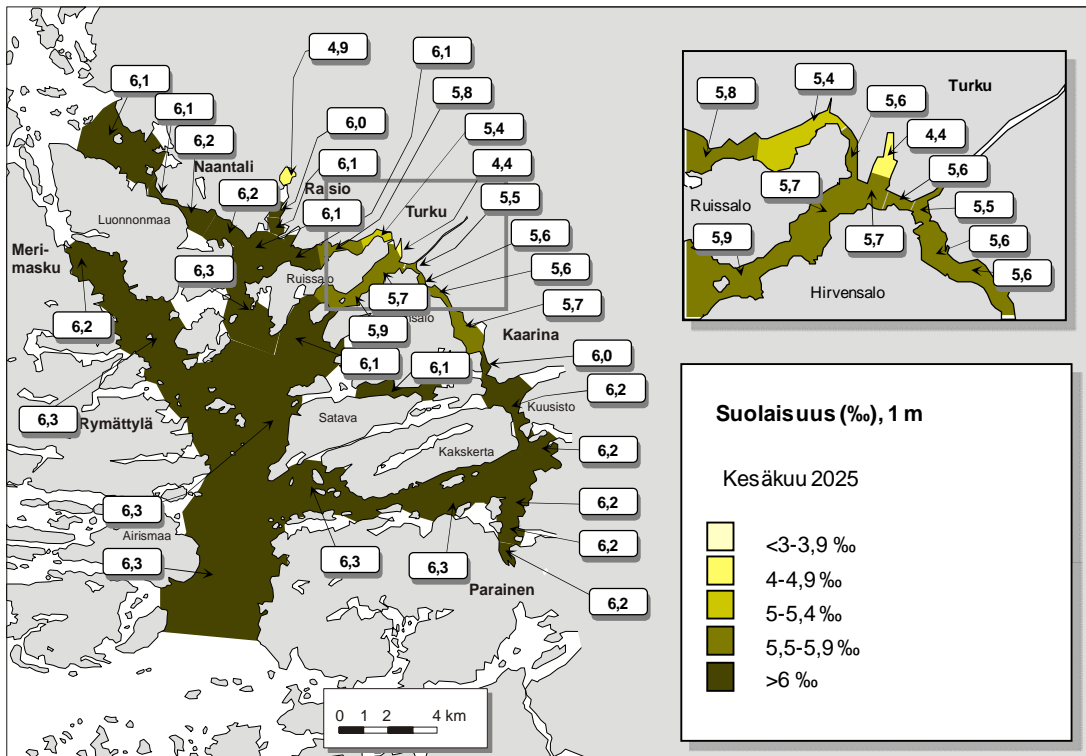 4,9
6,1
6,1
5,8
6,1
6,0
5,4
6,2
Naantali
6,1
4,4
Raisio
6,2
6,1
Turku
5,5
Luonnonmaa
Meri-
masku
5,6
6,3
Ruissalo
5,6
5,7
5,7
6,2
5,9
Kaarina
6,1
6,1
6,0
6,3
Rymättylä
Satava
Kuusisto
6,2
Kakskerta
6,2
6,3
6,2
Airismaa
6,3
6,3
6,3
6,2
Parainen
6,2
0 1 2 4 km
5,4
Turku
5,8
5,6
4,4
5,6
5,7
Ruissalo
5,5
5,9
5,7
5,6
5,6
Hirvensalo
Suolaisuus (‰), 1 m
Kesäkuu 2025
<3-3,9 ‰
4-4,9 ‰
5-5,4 ‰
5,5-5,9 ‰
>6 ‰